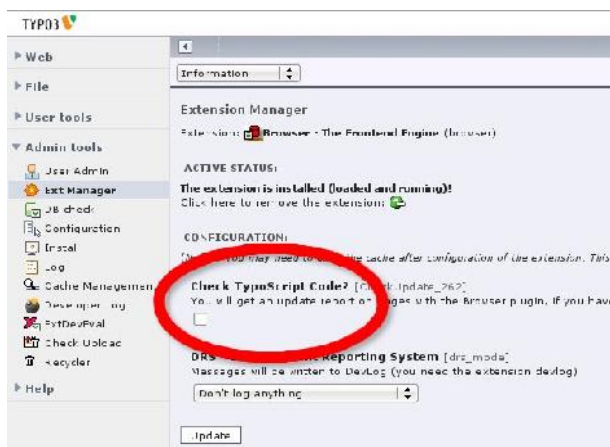 TYPO3
Web
File
User tools
Admin tools
User Admin
Ext Manager
DB check
Configuration
Install
Log
Cache Managemen
Developer Log
ExtDevEval
Check Upload
Recycler
Help
Information
Extension Manager
Extension: Browser - The Frontend Engine (browser)
ACTIVE STATUS:
The extension is installed (loaded and running)!
Click here to remove the extension:
CONFIGURATION:
may need to the cache after configuration of the extension. This
Check TypoScript Code? [CheckUpdate_262]
You will get an update report on pages with the Browser plugin, if you have
DRS - Reporting System [drs_mode]
Messages will be written to DevLog (you need the extension devlog)
Don't log anything
Update